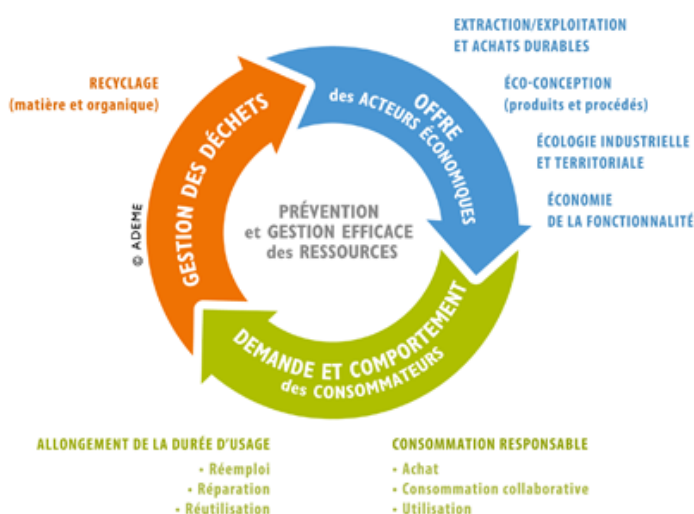 EXTRACTION/EXPLOITATION
ET ACHATS DURABLES
ÉCO-CONCEPTION
(produits et procédés)
ÉCOLOGIE INDUSTRIELLE
ET TERRITORIALE
ÉCONOMIE
DE LA FONCTIONNALITÉ
RECYCLAGE
(matière et organique)
OFFRE
des ACTEURS ÉCONOMIQUES
GESTION DES DÉCHETS
PRÉVENTION
et GESTION EFFICACE
des RESSOURCES
© ADEME
DEMANDE ET COMPORTEMENT
des CONSOMMATEURS
ALLONGEMENT DE LA DURÉE D'USAGE
• Réemploi
• Réparation
• Réutilisation
CONSOMMATION RESPONSABLE
• Achat
• Consommation collaborative
• Utilisation